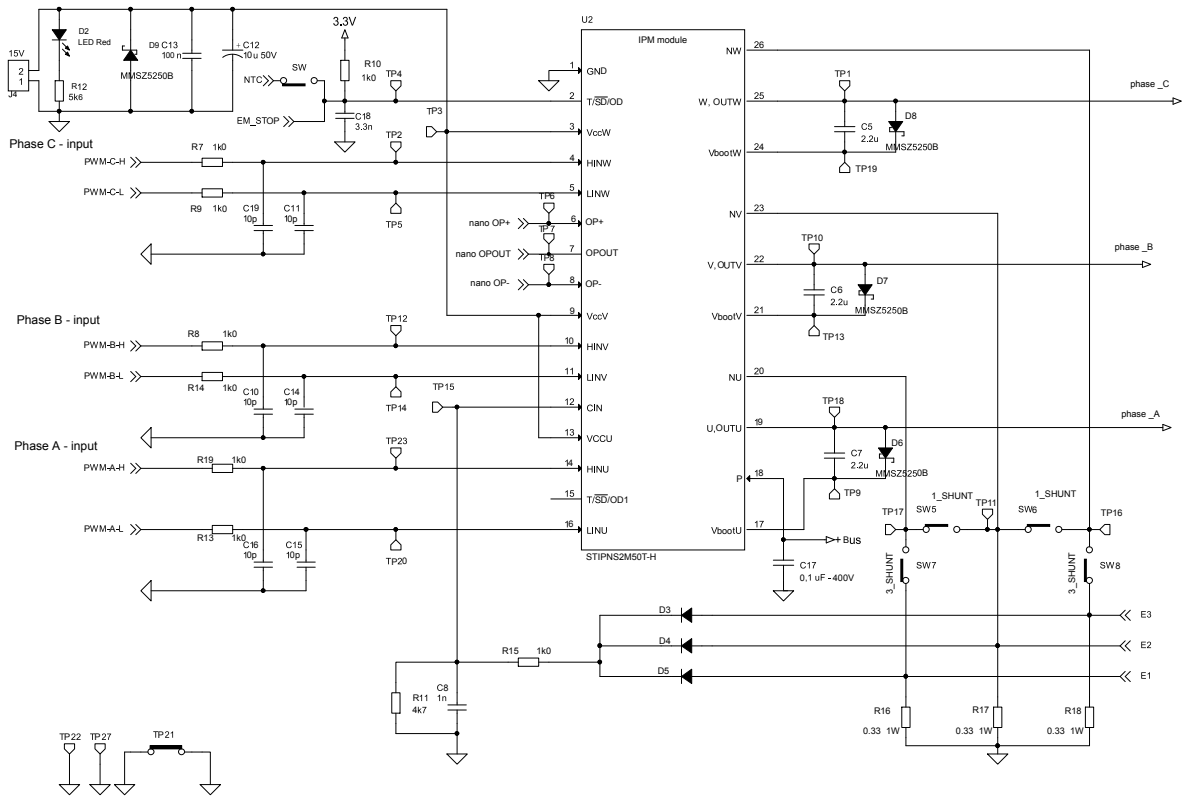 U2
IPM module
STIPNS2M50T-H
15V
2
1
J4
D2
LED Red
R12
5k6
D9
MMSZ5250B
C13
100 n
C12
+
10u 50V
3.3V
R10
1k0
NTC
SW
TP4
EM_STOP
C18
3.3n
TP3
Phase C - input
PWM-C-H
R7 1k0
TP2
PWM-C-L
R9 1k0
TP5
C19
10p
C11
10p
nano OP+
TP6
nano OPOUT
TP7
nano OP-
TP8
Phase B - input
PWM-B-H
R8 1k0
TP12
PWM-B-L
R14 1k0
TP14
C10
10p
C14
10p
TP15
Phase A - input
PWM-A-H
R19 1k0
TP23
PWM-A-L
R13 1k0
TP20
C16
10p
C15
10p
1 GND
2 T/SD/OD
3 VccW
4 HINW
5 LINW
6 OP+
7 OPOUT
8 OP-
9 VccV
10 HINV
11 LINV
12 CIN
13 VCCU
14 HINU
15 T/SD/OD1
16 LINU
NW 26
W, OUTW 25
VbootW 24
NV 23
V, OUTV 22
VbootV 21
NU 20
U,OUTU 19
P 18
VbootU 17
TP1
phase _C
C5
2.2u
D8
MMSZ5250B
TP19
TP10
phase _B
C6
2.2u
D7
MMSZ5250B
TP13
TP18
phase _A
C7
2.2u
D6
MMSZ5250B
TP9
+ Bus
C17
0,1 uF - 400V
1_SHUNT
TP17
SW5
TP11
1_SHUNT
SW6
TP16
3_SHUNT
SW7
3_SHUNT
SW8
D3
E3
D4
E2
D5
E1
R15 1k0
R11
4k7
C8
1n
R16
0.33 1W
R17
0.33 1W
R18
0.33 1W
TP22
TP27
TP21